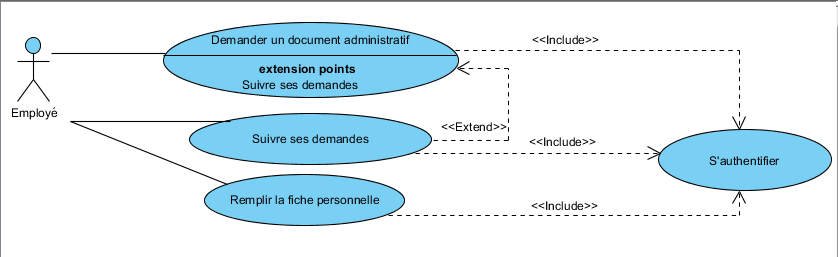 Demander un document administratif
<<Include>>
extension points
Suivre ses demandes
Employé
Suivre ses demandes
<<Extend>>
<<Include>>
S'authentifier
Remplir la fiche personnelle
<<Include>>